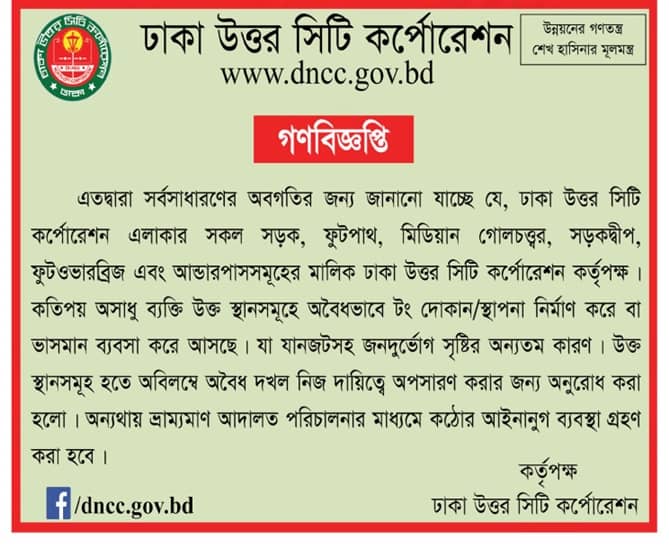 ঢাকা উত্তর সিটি কর্পোরেশন
www.dncc.gov.bd
উন্নয়নের গণতন্ত্র
শেখ হাসিনার মূলমন্ত্র
ঢাকা উত্তর সিটি কর্পোরেশন
ঢাকা
গণবিজ্ঞপ্তি
এতদ্বারা সর্বসাধারণের অবগতির জন্য জানানো যাচ্ছে যে, ঢাকা উত্তর সিটি
কর্পোরেশন এলাকার সকল সড়ক, ফুটপাথ, মিডিয়ান গোলচত্ত্বর, সড়কদ্বীপ,
ফুটওভারব্রিজ এবং আন্ডারপাসসমূহের মালিক ঢাকা উত্তর সিটি কর্পোরেশন কর্তৃপক্ষ।
কতিপয় অসাধু ব্যক্তি উক্ত স্থানসমূহে অবৈধভাবে টং দোকান/স্থাপনা নির্মাণ করে বা
ভাসমান ব্যবসা করে আসছে। যা যানজটসহ জনদুর্ভোগ সৃষ্টির অন্যতম কারণ। উক্ত
স্থানসমূহ হতে অবিলম্বে অবৈধ দখল নিজ দায়িত্বে অপসারণ করার জন্য অনুরোধ করা
হলো। অন্যথায় ভ্রাম্যমাণ আদালত পরিচালনার মাধ্যমে কঠোর আইনানুগ ব্যবস্থা গ্রহণ
করা হবে।
কর্তৃপক্ষ
ঢাকা উত্তর সিটি কর্পোরেশন
f/dncc.gov.bd